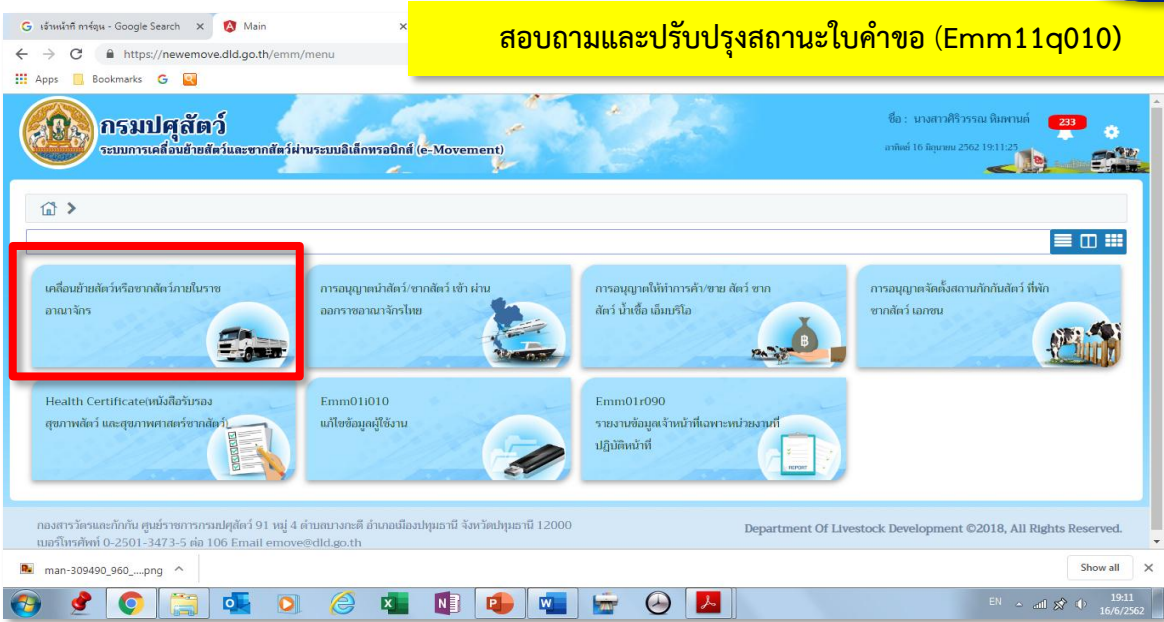 เจ้าหน้าที่ การ์ตูน - Google Search
Main
สอบถามและปรับปรุงสถานะใบคำขอ (Emm11q010)
https://newemove.dld.go.th/emm/menu
Apps
Bookmarks
กรมปศุสัตว์
ระบบการเคลื่อนย้ายสัตว์และซากสัตว์ผ่านระบบอิเล็กทรอนิกส์ (e-Movement)
ชื่อ : นางสาวศิริวรรณ พิมพานต์
233
อาทิตย์ 16 มิถุนายน 2562 19:11:25
เคลื่อนย้ายสัตว์หรือซากสัตว์ภายในราช
อาณาจักร
การอนุญาตนำสัตว์/ซากสัตว์ เข้า ผ่าน
ออกราชอาณาจักรไทย
การอนุญาตให้ทำการค้า/ขาย สัตว์ ซาก
สัตว์ น้ำเชื้อ เอ็มบริโอ
การอนุญาตจัดตั้งสถานกักกันสัตว์ ที่พัก
ซากสัตว์ เอกชน
Health Certificate(หนังสือรับรอง
สุขภาพสัตว์ และสุขภาพศาสตร์ซากสัตว์)
Emm01i010
แก้ไขข้อมูลผู้ใช้งาน
Emm01r090
รายงานข้อมูลเจ้าหน้าที่เฉพาะหน่วยงานที่
ปฏิบัติหน้าที่
REPORT
กองสารวัตรและกักกัน ศูนย์ราชการกรมปศุสัตว์ 91 หมู่ 4 ตำบลบางกะดี อำเภอเมืองปทุมธานี จังหวัดปทุมธานี 12000
เบอร์โทรศัพท์ 0-2501-3473-5 ต่อ 106 Email emove@dld.go.th
Department Of Livestock Development ©2018, All Rights Reserved.
man-309490_960_....png
Show all
EN
19:11
16/6/2562